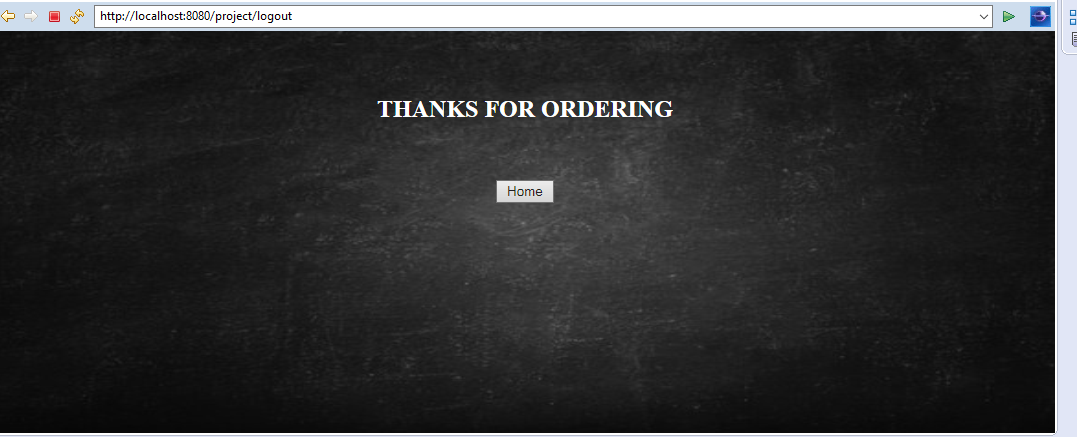 http://localhost:8080/project/logout
THANKS FOR ORDERING
Home